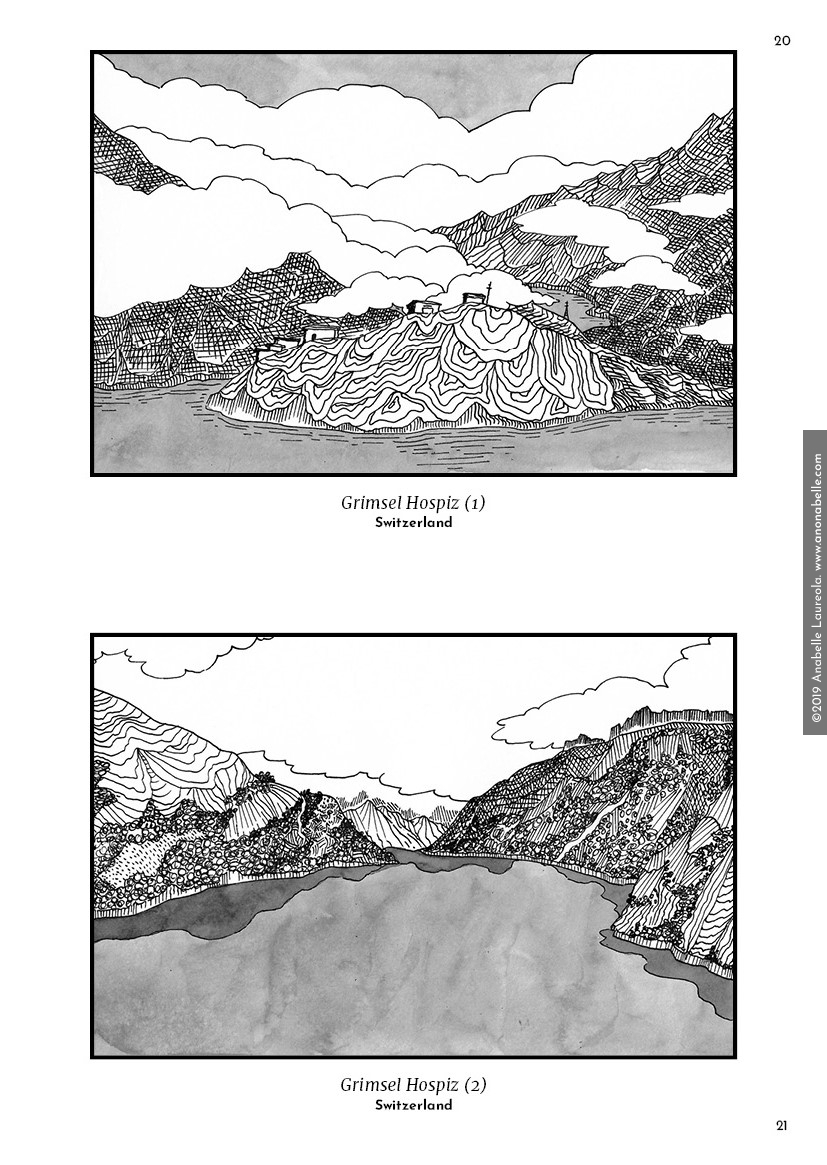 20
Grimsel Hospiz (1)
Switzerland
©2019 Anabelle Laureola. www.anonabelle.com
Grimsel Hospiz (2)
Switzerland
21